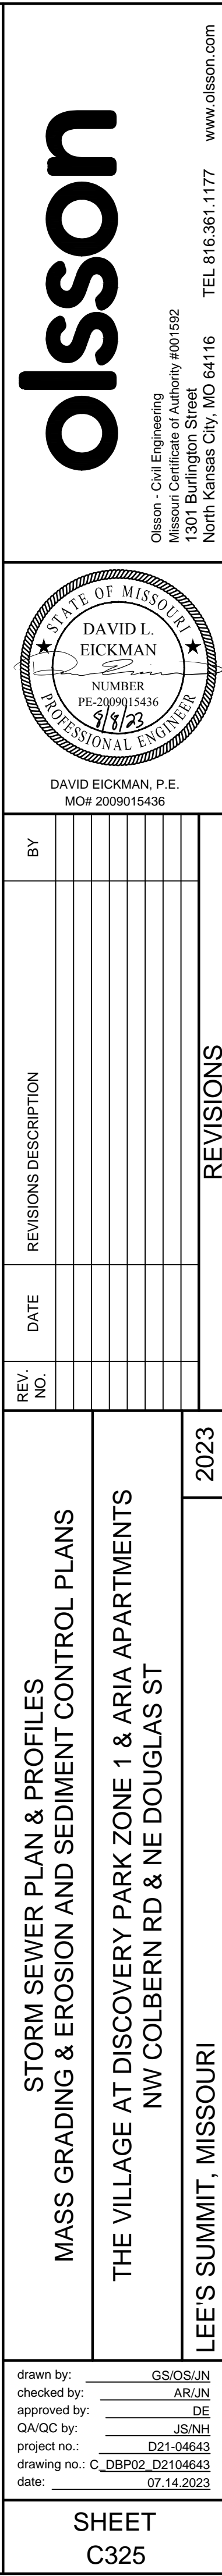 olsson
Olsson - Civil Engineering
Missouri Certificate of Authority #001592
1301 Burlington Street
North Kansas City, MO 64116 TEL 816.361.1177 www.olsson.com
STATE OF MISSOURI
DAVID L.
EICKMAN
NUMBER
PE-2009015436
8/8/23
PROFESSIONAL ENGINEER
DAVID EICKMAN, P.E.
MO# 2009015436
REV. NO.
DATE
REVISIONS DESCRIPTION
BY
REVISIONS
STORM SEWER PLAN & PROFILES
MASS GRADING & EROSION AND SEDIMENT CONTROL PLANS
THE VILLAGE AT DISCOVERY PARK ZONE 1 & ARIA APARTMENTS
NW COLBERN RD & NE DOUGLAS ST
LEE'S SUMMIT, MISSOURI
2023
drawn by: GS/OS/JN
checked by: AR/JN
approved by: DE
QA/QC by: JS/NH
project no.: D21-04643
drawing no.: C_DBP02_D2104643
date: 07.14.2023
SHEET
C325